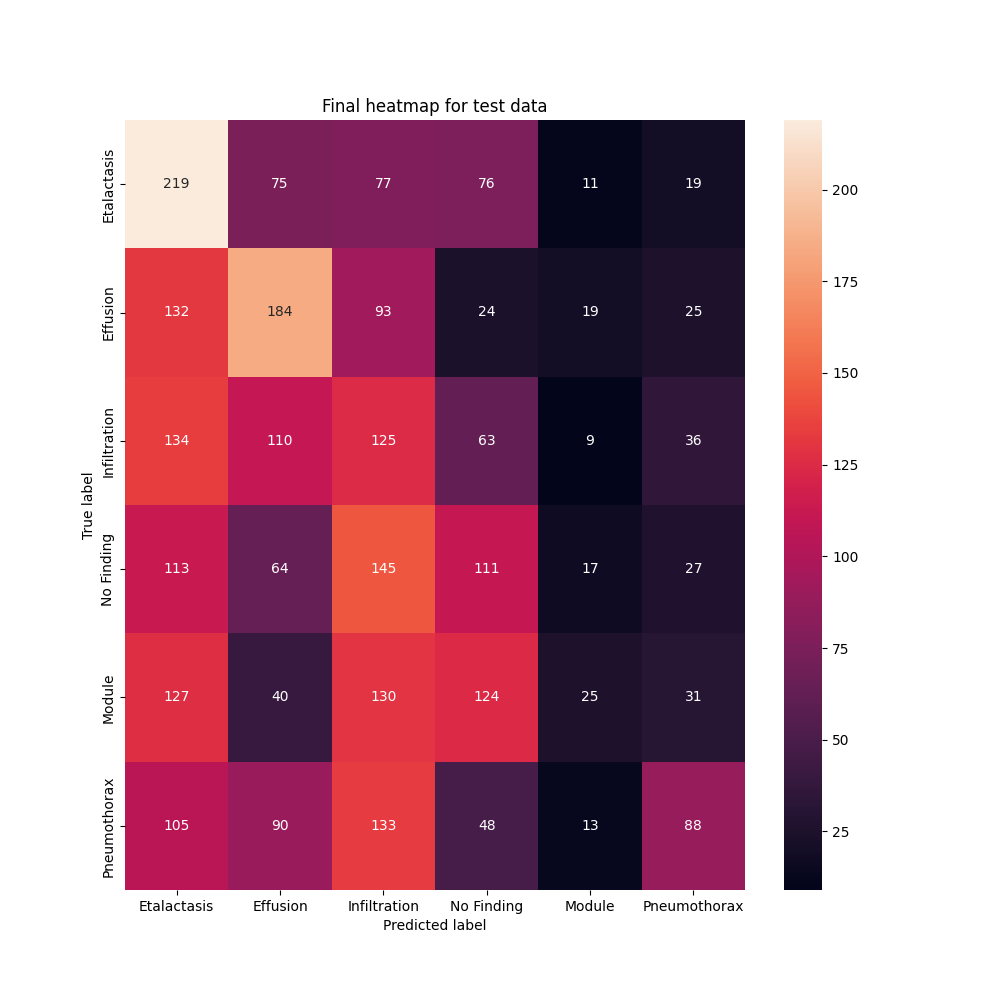 Final heatmap for test data
Etalactasis 219 75 77 76 11 19
Effusion 132 184 93 24 19 25
Infiltration 134 110 125 63 9 36
No Finding 113 64 145 111 17 27
Module 127 40 130 124 25 31
Pneumothorax 105 90 133 48 13 88
True label
Etalactasis Effusion Infiltration No Finding Module Pneumothorax
Predicted label
200
175
150
125
100
75
50
25